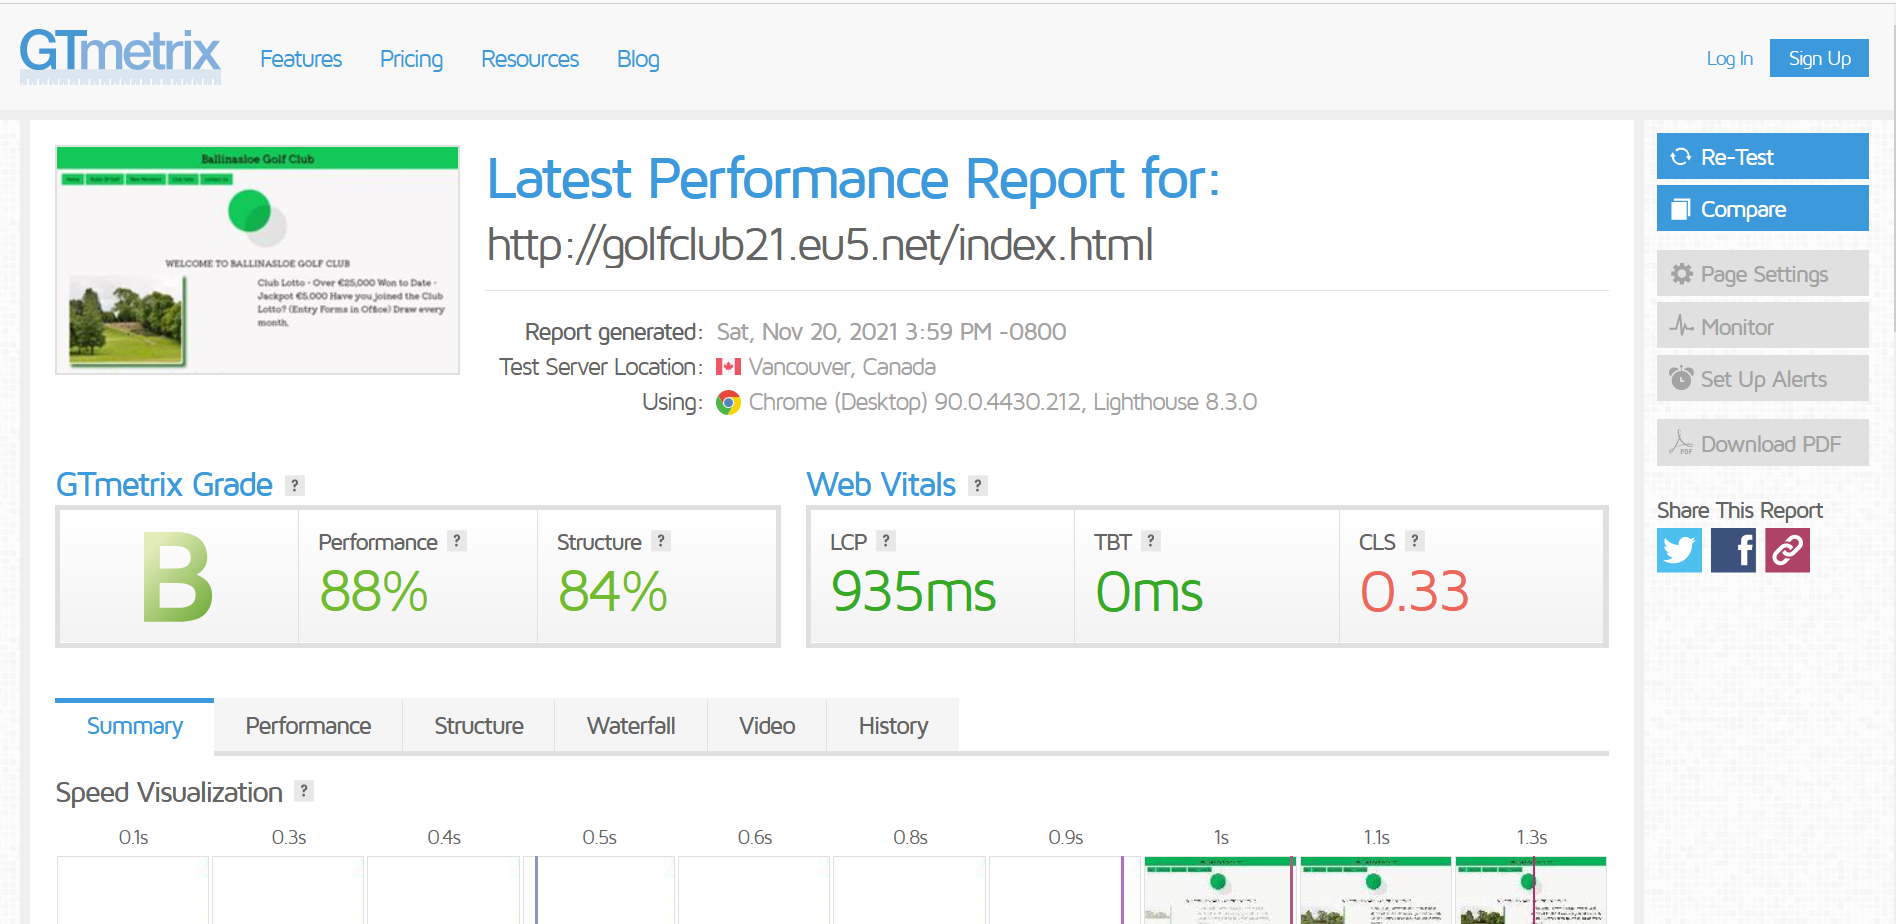 GTmetrix
Features
Pricing
Resources
Blog
Log In
Sign Up
Ballinasloe Golf Club
WELCOME TO BALLINASLOE GOLF CLUB
Club Lotto - Over €25,000 Won to Date -
Jackpot €5,000 Have you joined the Club
Lotto? (Entry Forms in Office) Draw every
month.
Latest Performance Report for:
http://golfclub21.eu5.net/index.html
Report generated: Sat, Nov 20, 2021 3:59 PM -0800
Test Server Location: Vancouver, Canada
Using: Chrome (Desktop) 90.0.4430.212, Lighthouse 8.3.0
Re-Test
Compare
Page Settings
Monitor
Set Up Alerts
PDF Download PDF
Share This Report
GTmetrix Grade ?
B
Performance ?
88%
Structure ?
84%
Web Vitals ?
LCP ?
935ms
TBT ?
0ms
CLS ?
0.33
Summary
Performance
Structure
Waterfall
Video
History
Speed Visualization ?
0.1s
0.3s
0.4s
0.5s
0.6s
0.8s
0.9s
1s
1.1s
1.3s